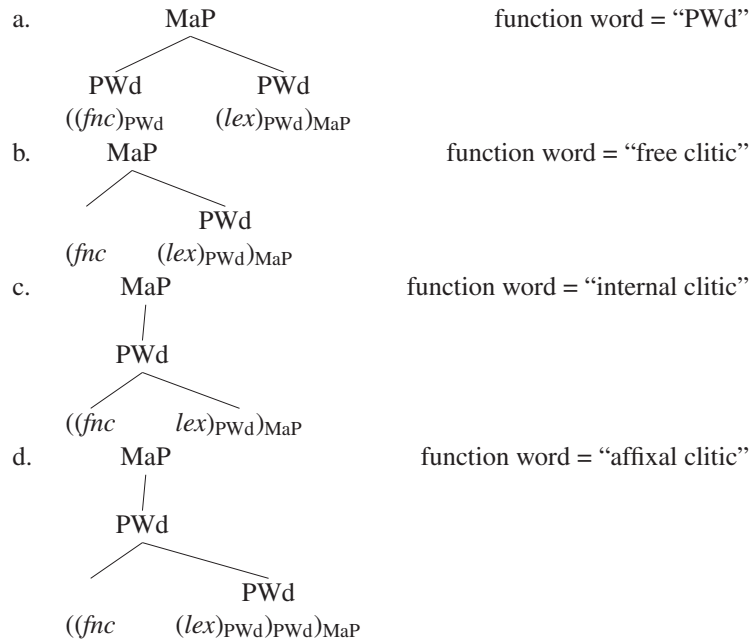 a. MaP function word = “PWd”
PWd PWd
((fnc)PWd (lex)PWd)MaP
b. MaP function word = “free clitic”
PWd
(fnc (lex)PWd)MaP
c. MaP function word = “internal clitic”
PWd
((fnc lex)PWd)MaP
d. MaP function word = “affixal clitic”
PWd
PWd
((fnc (lex)PWd)PWd)MaP